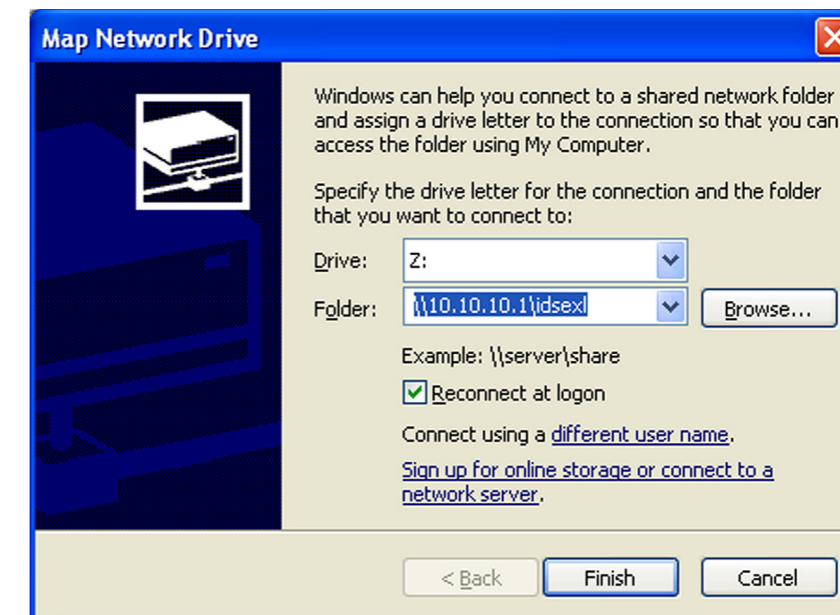 Map Network Drive
Windows can help you connect to a shared network folder
and assign a drive letter to the connection so that you can
access the folder using My Computer.
Specify the drive letter for the connection and the folder
that you want to connect to:
Drive: Z:
Folder: \\10.10.10.1\idsexl Browse...
Example: \\server\share
Reconnect at logon
Connect using a different user name.
Sign up for online storage or connect to a
network server.
< Back Finish Cancel